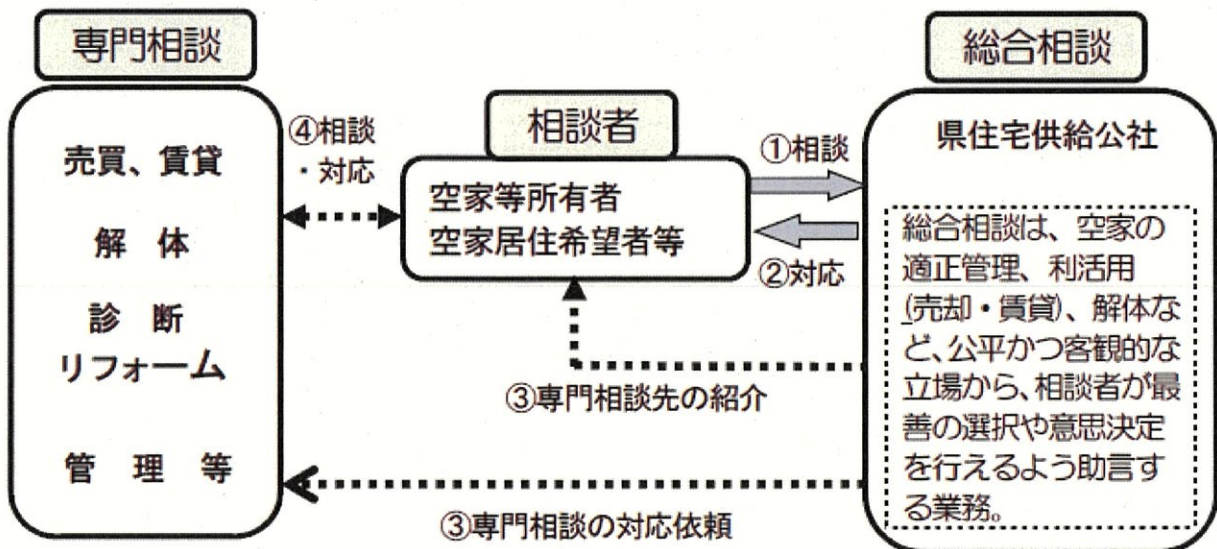 専門相談
売買、賃貸
解　体
診　断
リフォーム
管　理　等
④相談
・対応
相談者
空家等所有者
空家居住希望者等
①相談
②対応
③専門相談先の紹介
③専門相談の対応依頼
総合相談
県住宅供給公社
総合相談は、空家の
適正管理、利活用
(売却・賃貸)、解体な
ど、公平かつ客観的な
立場から、相談者が最
善の選択や意思決定
を行えるよう助言す
る業務。